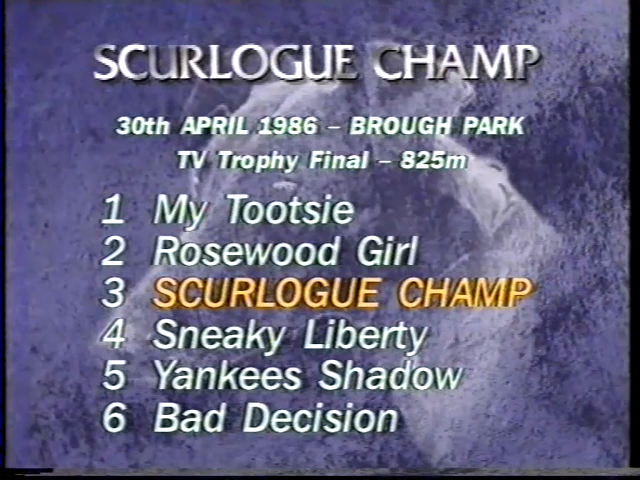 SCURLOGUE CHAMP
30th APRIL 1986 – BROUGH PARK
TV Trophy Final – 825m
1 My Tootsie
2 Rosewood Girl
3 SCURLOGUE CHAMP
4 Sneaky Liberty
5 Yankees Shadow
6 Bad Decision